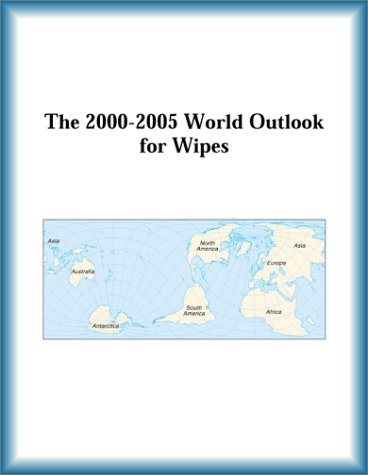 The 2000-2005 World Outlook
for Wipes
Asia
Australia
Antarctica
North
America
South
America
Europe
Asia
Africa